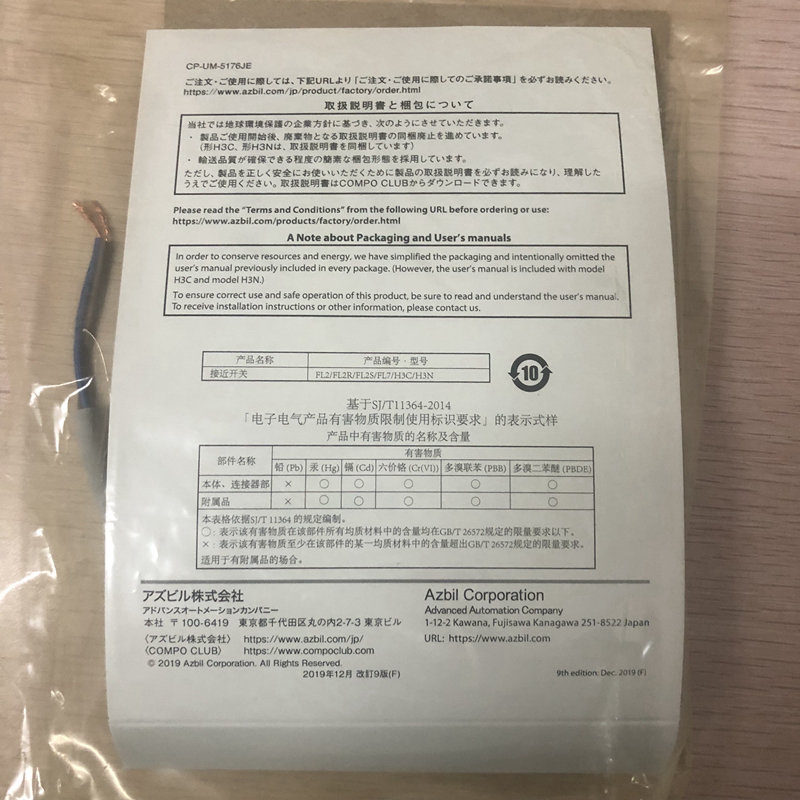 CP-UM-5176JE
ご注文・ご使用に際しては、下記URLより「ご注文・ご使用に際してのご承諾事項」を必ずお読みください。
https://www.azbil.com/jp/product/factory/order.html
取扱説明書と梱包について
当社では地球環境保護の企業方針に基づき、次のようにさせていただきます。
・ 製品ご使用開始後、廃棄物となる取扱説明書の同梱廃止を進めています。
（形H3C、形H3Nは、取扱説明書を同梱しています）
・ 輸送品質が確保できる程度の簡素な梱包形態を採用しています。
ただし、製品を正しく安全にお使いいただくために製品の取扱説明書を必ずお読みになり、理解した
うえでご使用ください。取扱説明書はCOMPO CLUBからダウンロードできます。
Please read the “Terms and Conditions” from the following URL before ordering or use:
https://www.azbil.com/products/factory/order.html
A Note about Packaging and User’s manuals
In order to conserve resources and energy, we have simplified the packaging and intentionally omitted the
user’s manual previously included in every package. (However, the user’s manual is included with model
H3C and model H3N.)
To ensure correct use and safe operation of this product, be sure to read and understand the user’s manual.
To receive installation instructions or other information, please contact us.
产品名称 产品编号・型号
接近开关 FL2/FL2R/FL2S/FL7/H3C/H3N
10
基于SJ/T11364-2014
「电子电气产品有害物质限制使用标识要求」的表示式样
产品中有害物质的名称及含量
部件名称 有害物质
铅 (Pb) 汞 (Hg) 镉 (Cd) 六价铬 (Cr(VI)) 多溴联苯 (PBB) 多溴二苯醚 (PBDE)
本体、连接器部 × ○ ○ ○ ○ ○
附属品 × ○ ○ ○ ○ ○
本表格依据SJ/T 11364 的规定编制。
○：表示该有害物质在该部件所有均质材料中的含量均在GB/T 26572规定的限量要求以下。
×：表示该有害物质至少在该部件的某一均质材料中的含量超出GB/T 26572规定的限量要求。
适用于有附属品的场合。
アズビル株式会社
アドバンスオートメーションカンパニー
本社 〒100-6419 東京都千代田区丸の内2-7-3 東京ビル
〈アズビル株式会社〉 https://www.azbil.com/jp/
〈COMPO CLUB〉 https://www.compoclub.com
© 2019 Azbil Corporation. All Rights Reserved.
2019年12月 改訂9版(F)
Azbil Corporation
Advanced Automation Company
1-12-2 Kawana, Fujisawa Kanagawa 251-8522 Japan
URL: https://www.azbil.com
9th edition: Dec. 2019 (F)